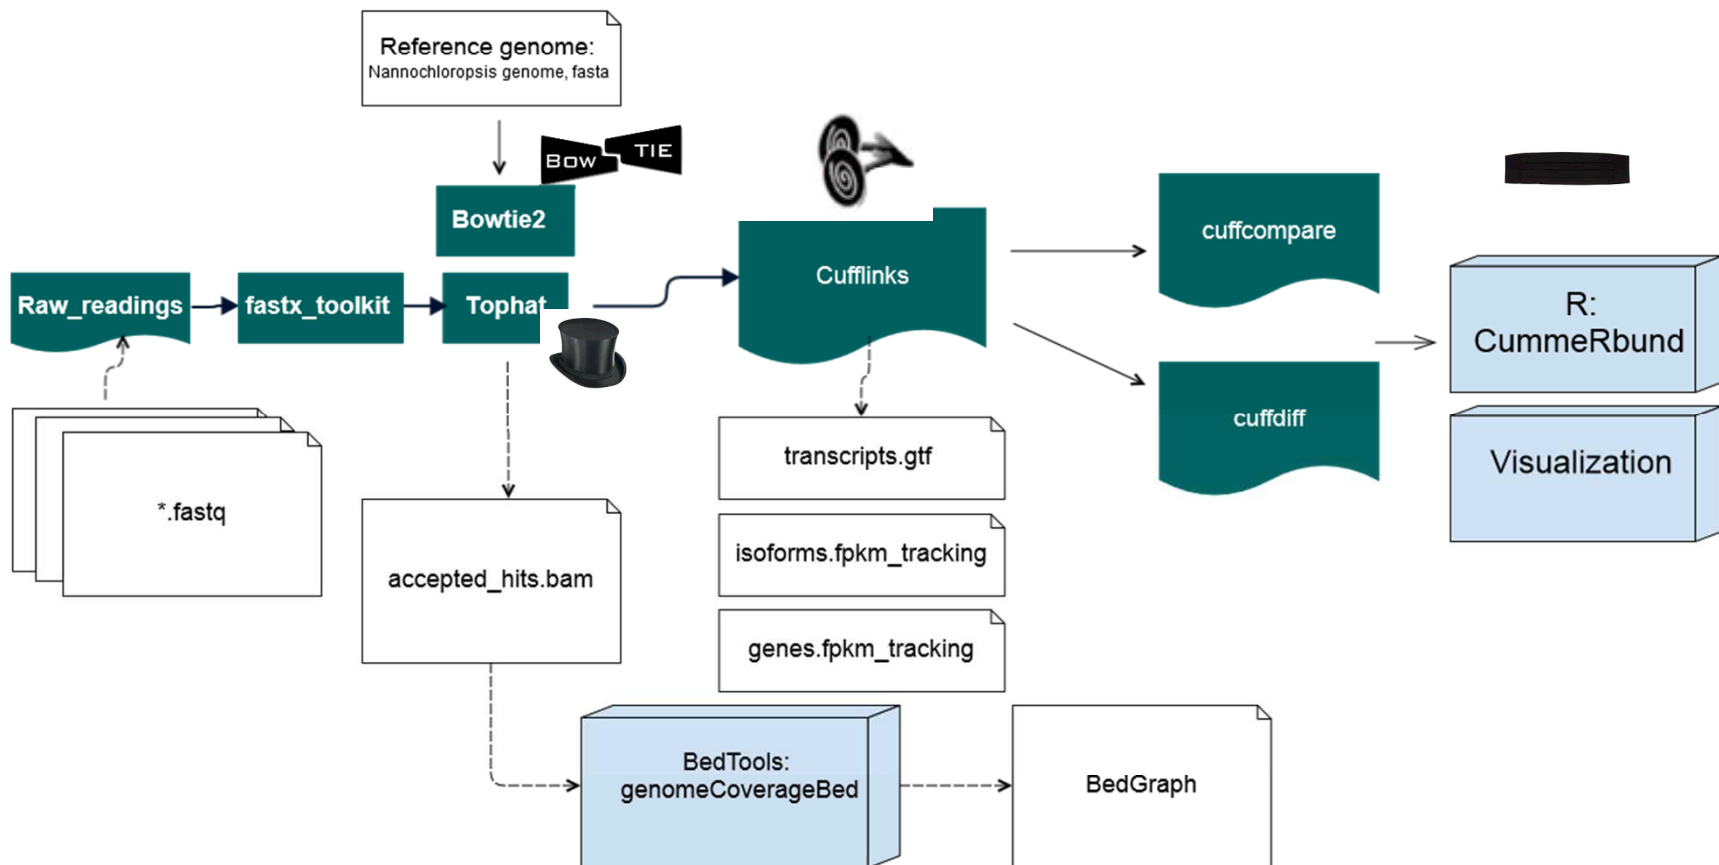 Reference genome:
Nannochloropsis genome, fasta
Bow TIE
Bowtie2
Raw_readings
fastx_toolkit
Tophat
Cufflinks
cuffcompare
R:
CummeRbund
cuffdiff
Visualization
*.fastq
accepted_hits.bam
transcripts.gtf
isoforms.fpkm_tracking
genes.fpkm_tracking
BedTools:
genomeCoverageBed
BedGraph